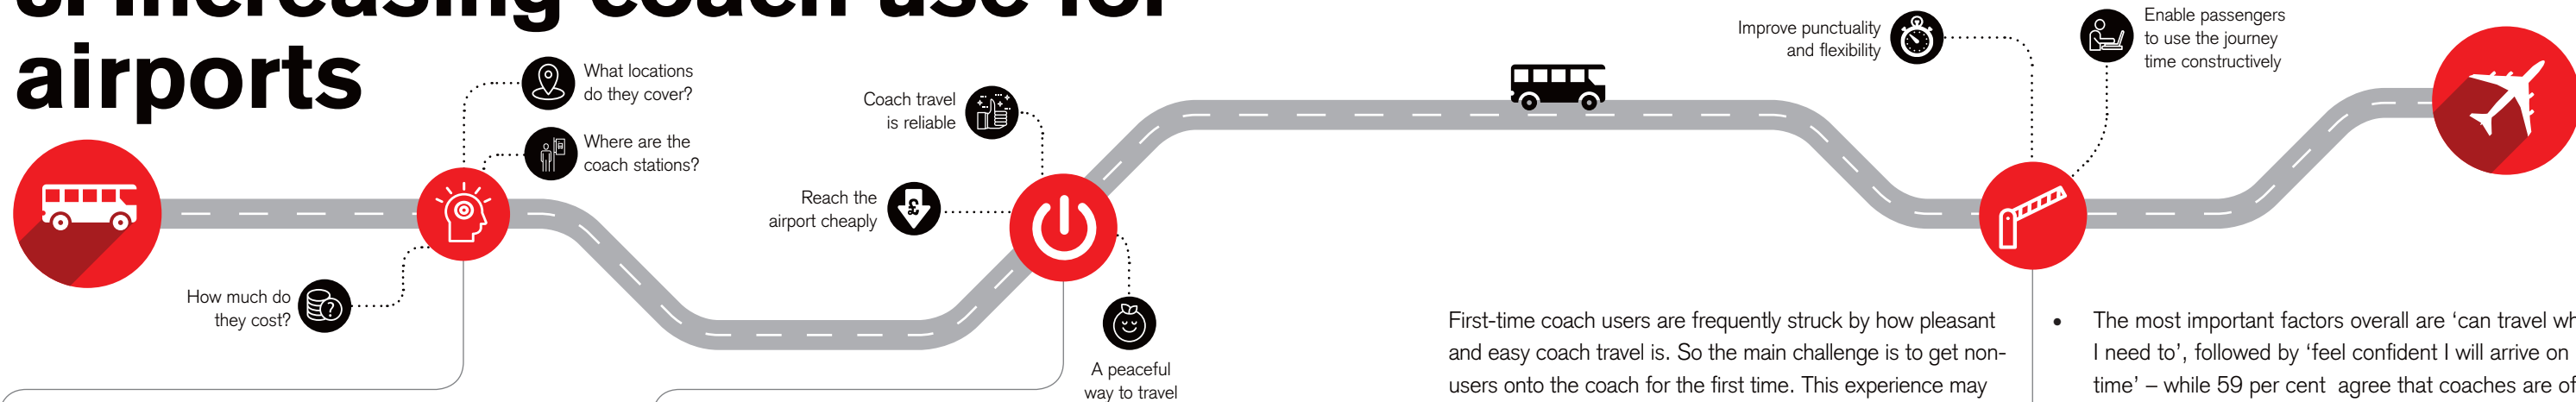 increasing coach use for
airports
What locations
do they cover?
Where are the
coach stations?
How much do
they cost?
Coach travel
is reliable
Reach the
airport cheaply
£
A peaceful
way to travel
Improve punctuality
and flexibility
Enable passengers
to use the journey
time constructively
?
First-time coach users are frequently struck by how pleasant
and easy coach travel is. So the main challenge is to get non-
users onto the coach for the first time. This experience may
• The most important factors overall are ‘can travel
I need to’, followed by ‘feel confident I will arrive on
time’ – while 59 per cent agree that coaches are